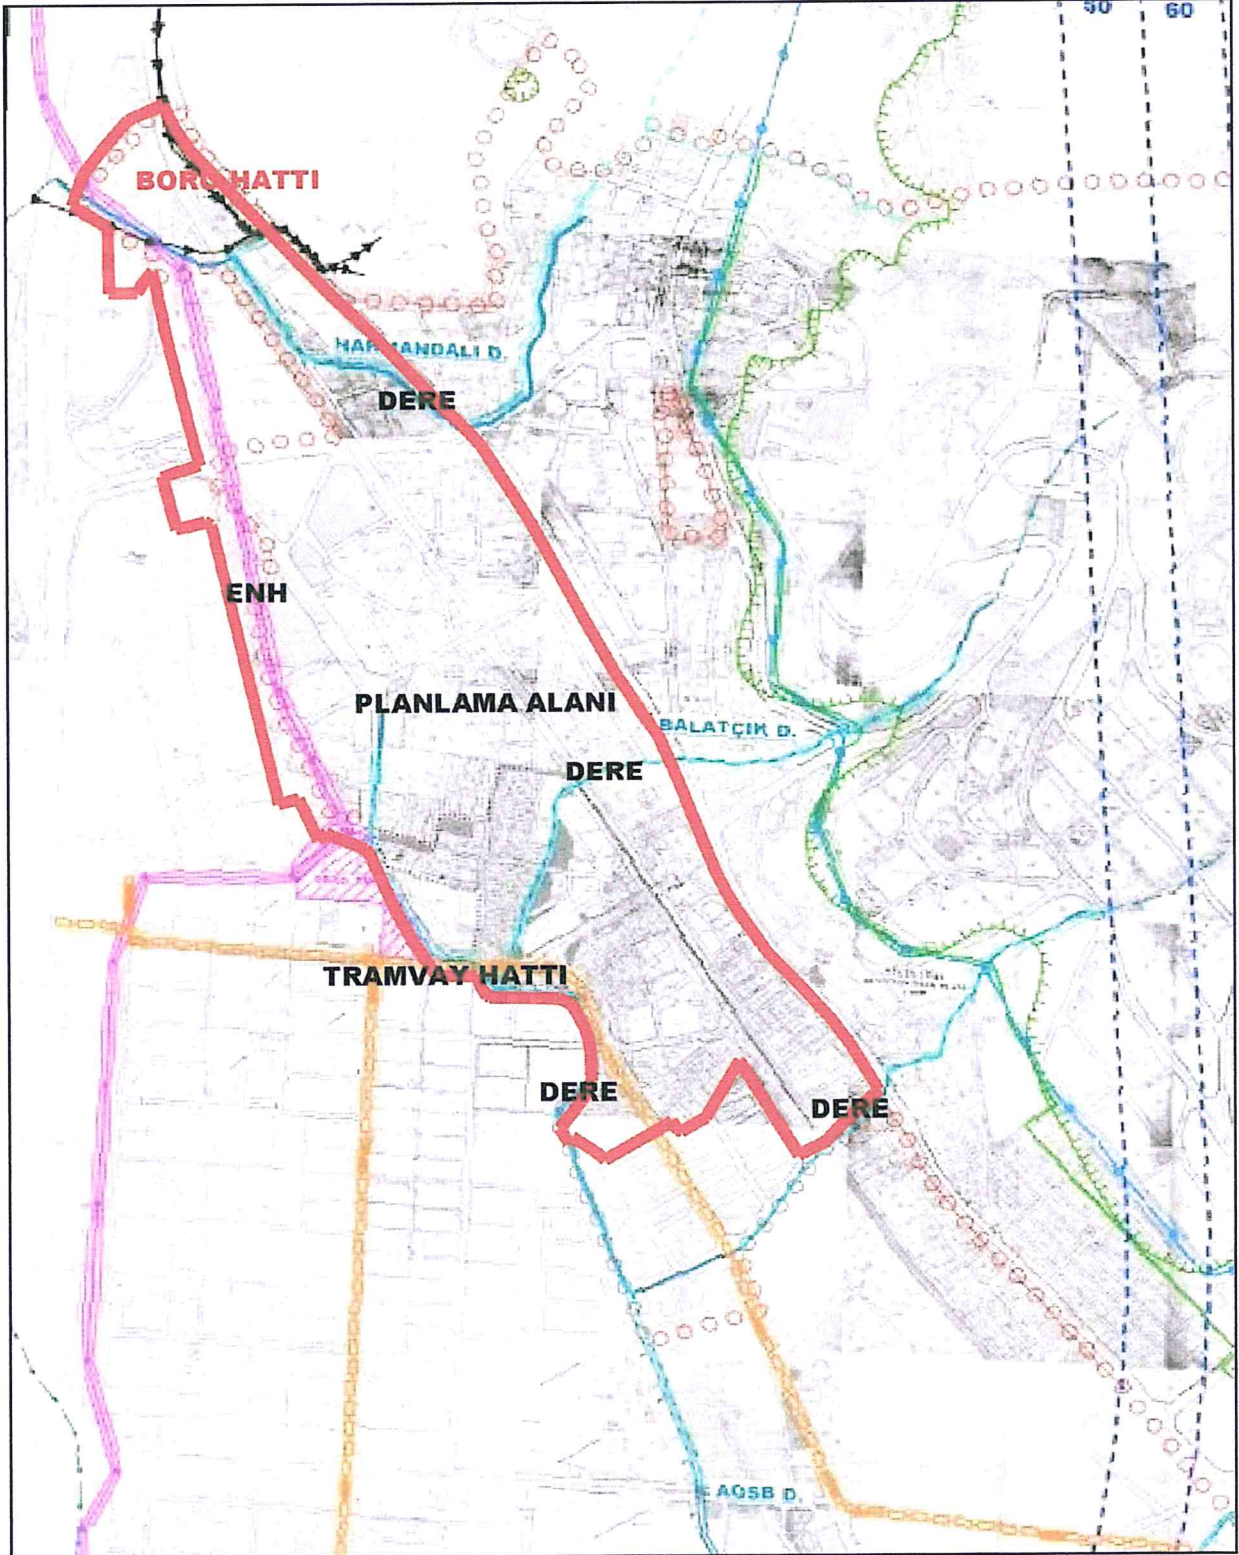 50 60
BORU HATTI
HARMANDALI D.
DERE
ENH
PLANLAMA ALANI
BALATÇIK D.
DERE
TRAMVAY HATTI
DERE
DERE
AOSB D.